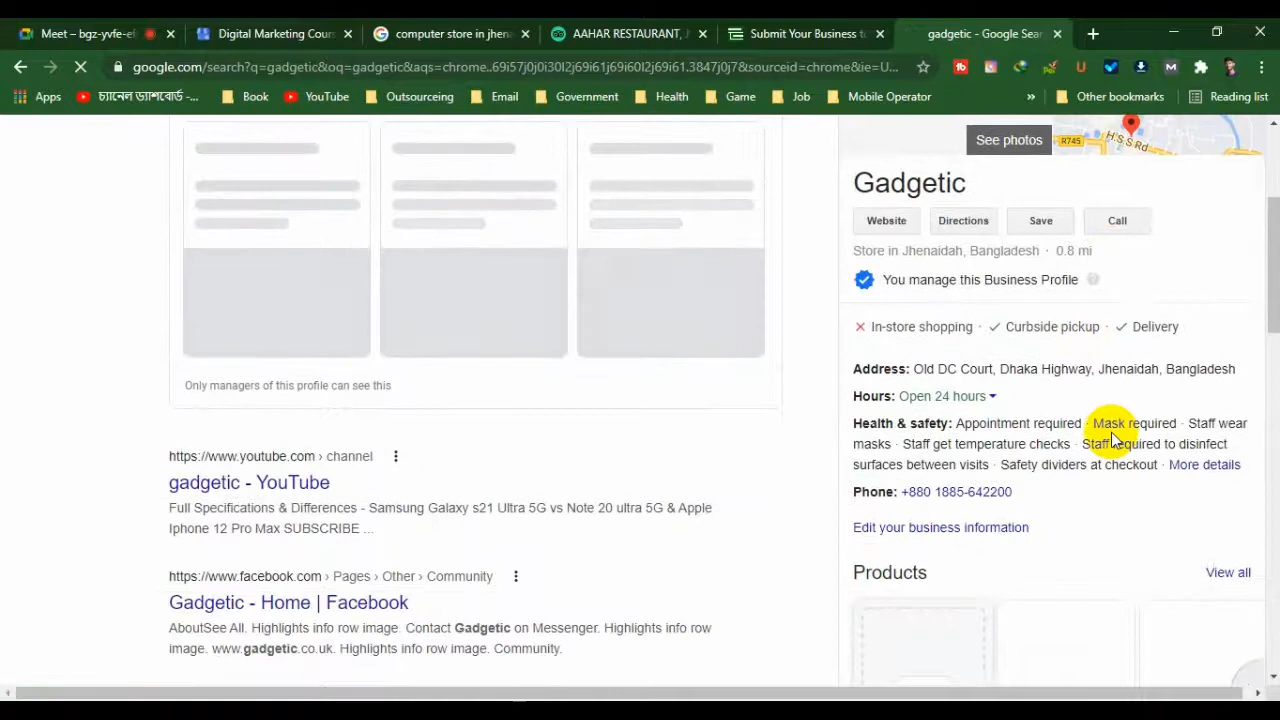 Meet – bgz-yvfe-el
Digital Marketing Cours
computer store in jhena
AAHAR RESTAURANT, J
Submit Your Business to
gadgetic - Google Sear
google.com/search?q=gadgetic&oq=gadgetic&aqs=chrome..69i57j0j0i30l2j69i61j69i60l2j69i61.3847j0j7&sourceid=chrome&ie=U...
Apps
চ্যানেল ড্যাশবোর্ড -...
Book
YouTube
Outsourceing
Email
Government
Health
Game
Job
Mobile Operator
»
Other bookmarks
Reading list
Only managers of this profile can see this
https://www.youtube.com › channel
gadgetic - YouTube
Full Specifications & Differences - Samsung Galaxy s21 Ultra 5G vs Note 20 ultra 5G & Apple
Iphone 12 Pro Max SUBSCRIBE ...
https://www.facebook.com › Pages › Other › Community
Gadgetic - Home | Facebook
AboutSee All. Highlights info row image. Contact Gadgetic on Messenger. Highlights info row
image. www.gadgetic.co.uk. Highlights info row image. Community.
See photos
R745
H S S Rd
Gadgetic
Website
Directions
Save
Call
Store in Jhenaidah, Bangladesh · 0.8 mi
You manage this Business Profile
In-store shopping · Curbside pickup · Delivery
Address: Old DC Court, Dhaka Highway, Jhenaidah, Bangladesh
Hours: Open 24 hours
Health & safety: Appointment required · Mask required · Staff wear
masks · Staff get temperature checks · Staff required to disinfect
surfaces between visits · Safety dividers at checkout · More details
Phone: +880 1885-642200
Edit your business information
Products
View all